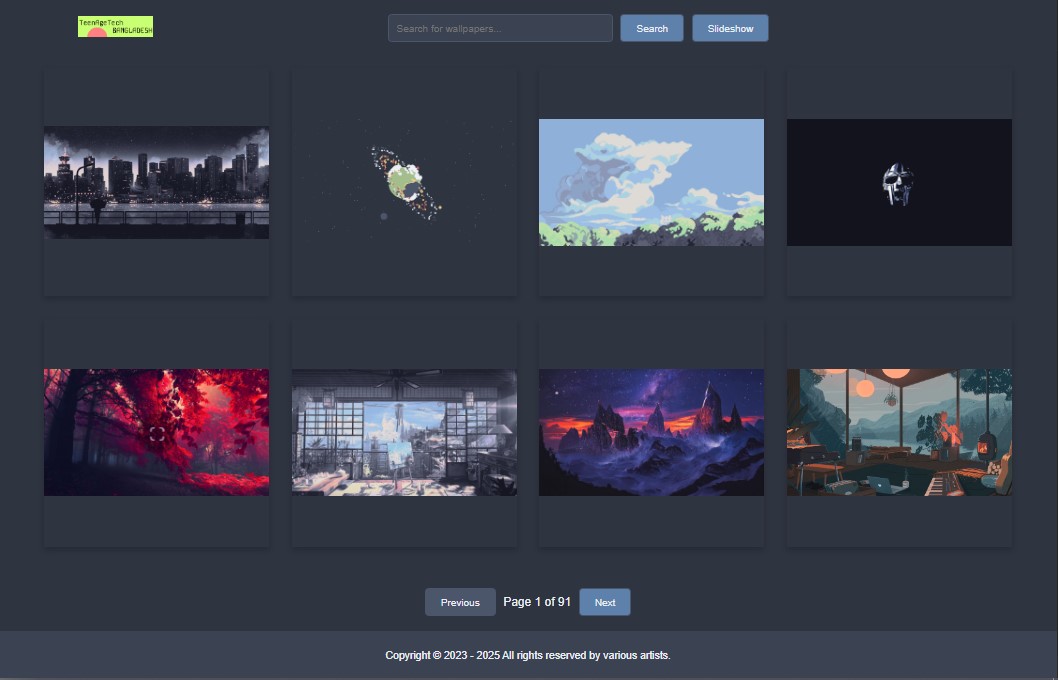 TeenAgeTech
BANGLADESH
Search for wallpapers...
Search
Slideshow
Previous
Page 1 of 91
Next
Copyright © 2023 - 2025 All rights reserved by various artists.